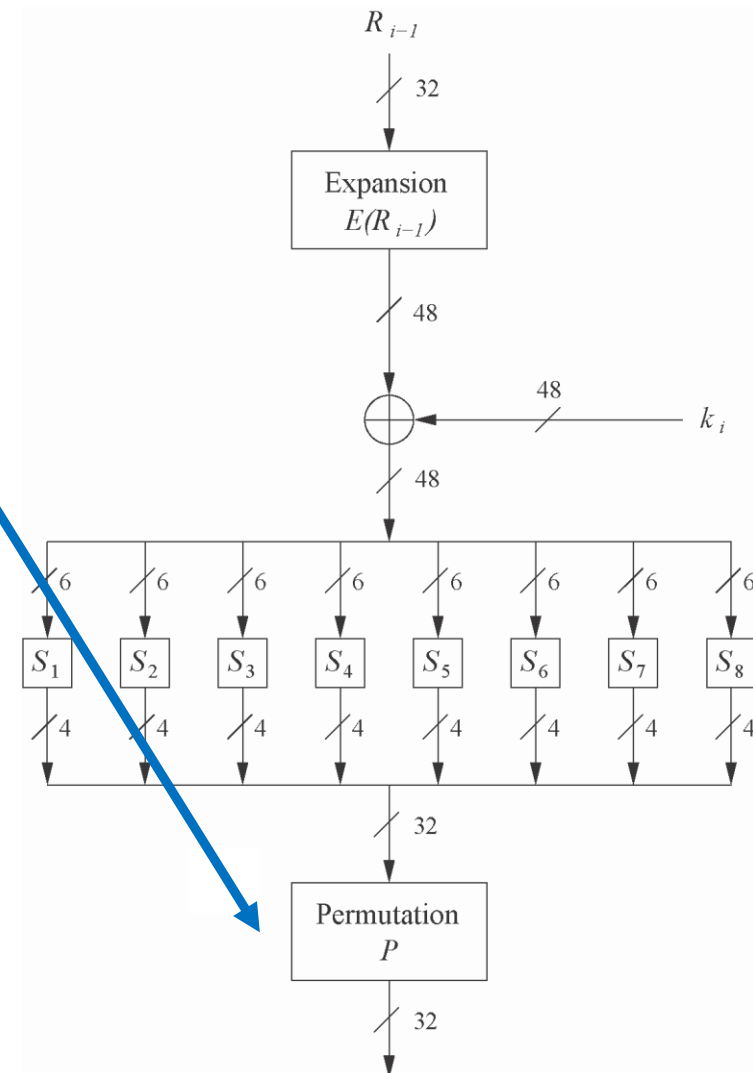 R i−1
32
Expansion
E(R i−1)
48
48
k i
48
6 6 6 6 6 6 6 6
S1 S2 S3 S4 S5 S6 S7 S8
4 4 4 4 4 4 4 4
32
Permutation
P
32